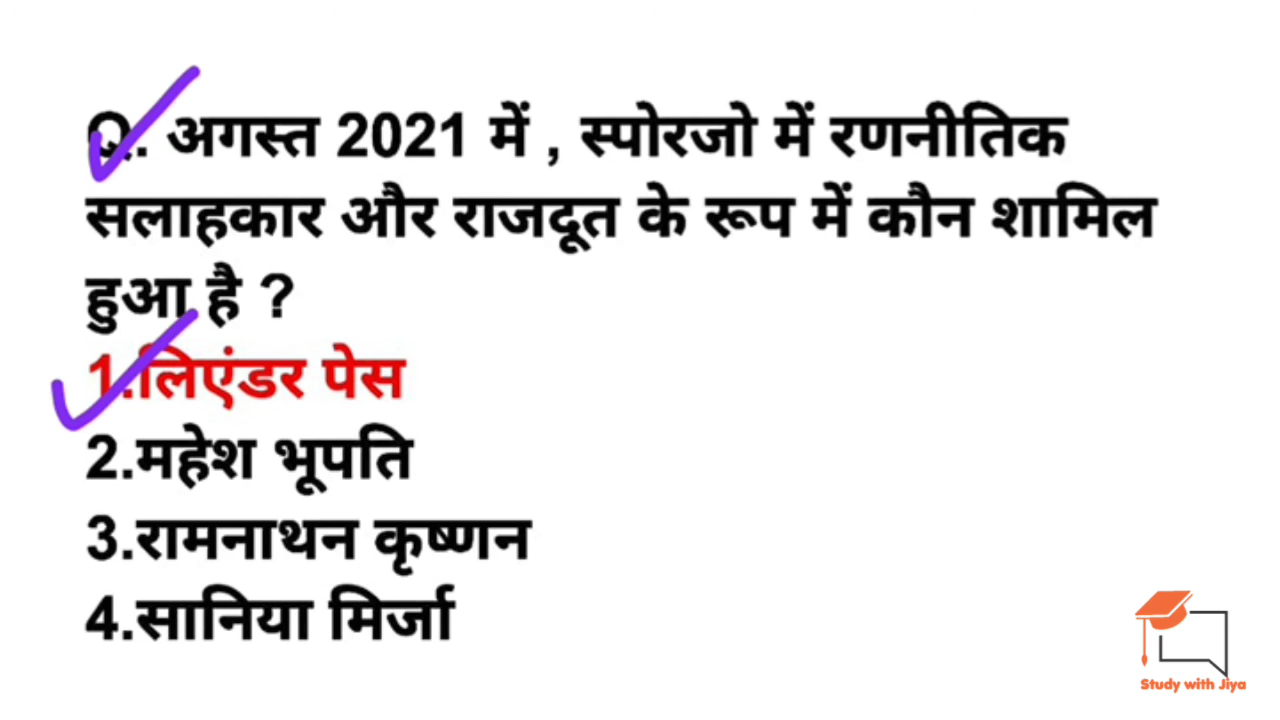 Q. अगस्त 2021 में , स्पोरजो में रणनीतिक
सलाहकार और राजदूत के रूप में कौन शामिल
हुआ है ?
1.लिएंडर पेस
2.महेश भूपति
3.रामनाथन कृष्णन
4.सानिया मिर्जा
Study with Jiya